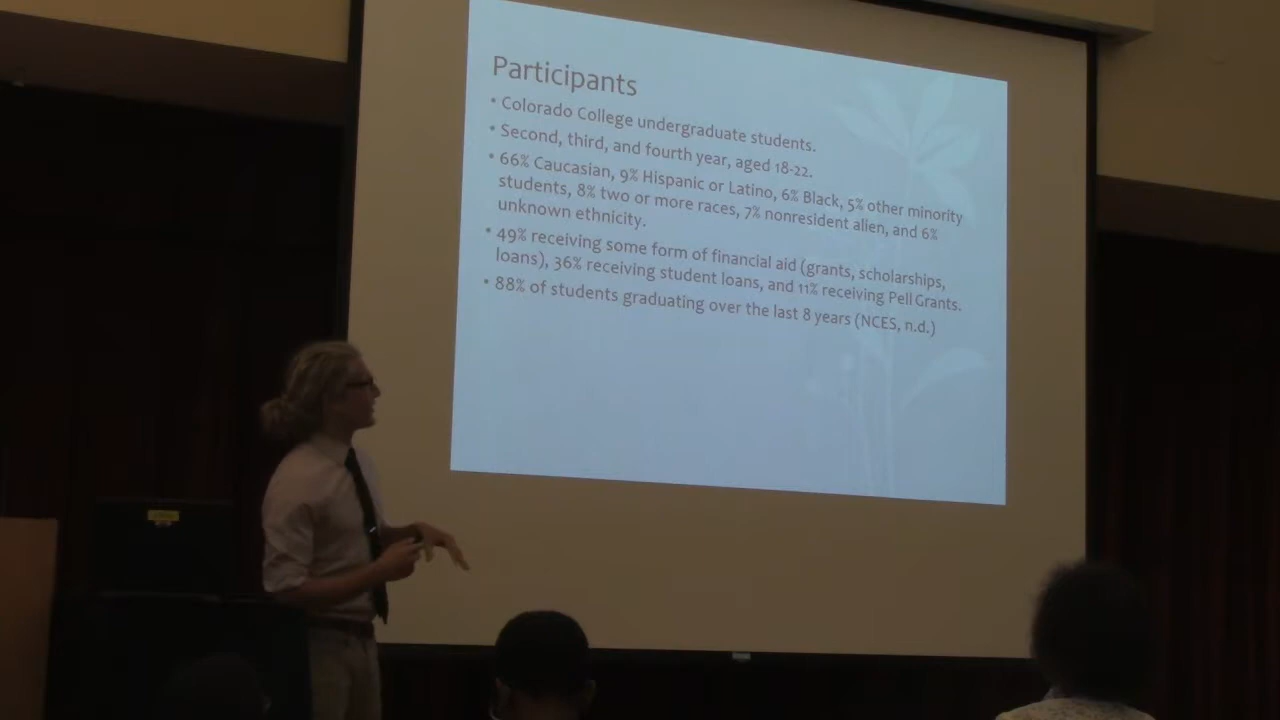 Participants
• Colorado College undergraduate students.
• Second, third, and fourth year, aged 18-22.
• 66% Caucasian, 9% Hispanic or Latino, 6% Black, 5% other minority
students, 8% two or more races, 7% nonresident alien, and 6%
unknown ethnicity.
• 49% receiving some form of financial aid (grants, scholarships,
loans), 36% receiving student loans, and 11% receiving Pell Grants.
• 88% of students graduating over the last 8 years (NCES, n.d.)